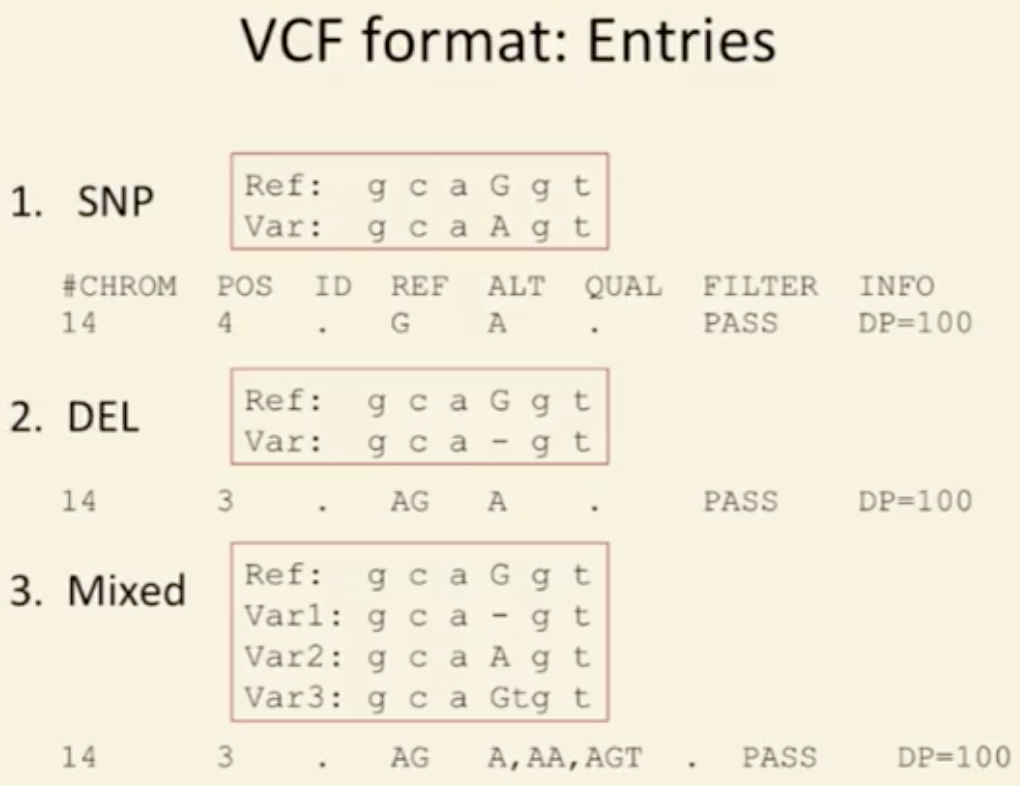 VCF format: Entries
1. SNP
Ref: g c a G g t
Var: g c a A g t
#CHROM POS ID REF ALT QUAL FILTER INFO
14 4 . G A . PASS DP=100
2. DEL
Ref: g c a G g t
Var: g c a - g t
14 3 . AG A . PASS DP=100
3. Mixed
Ref: g c a G g t
Var1: g c a - g t
Var2: g c a A g t
Var3: g c a Gtg t
14 3 . AG A,AA,AGT . PASS DP=100